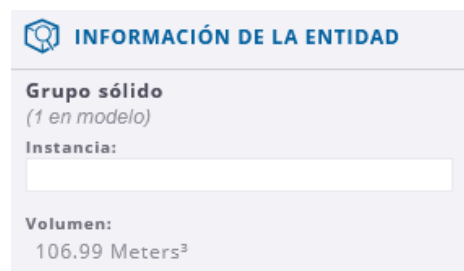 INFORMACIÓN DE LA ENTIDAD
Grupo sólido
(1 en modelo)
Instancia:
Volumen:
106.99 Meters³